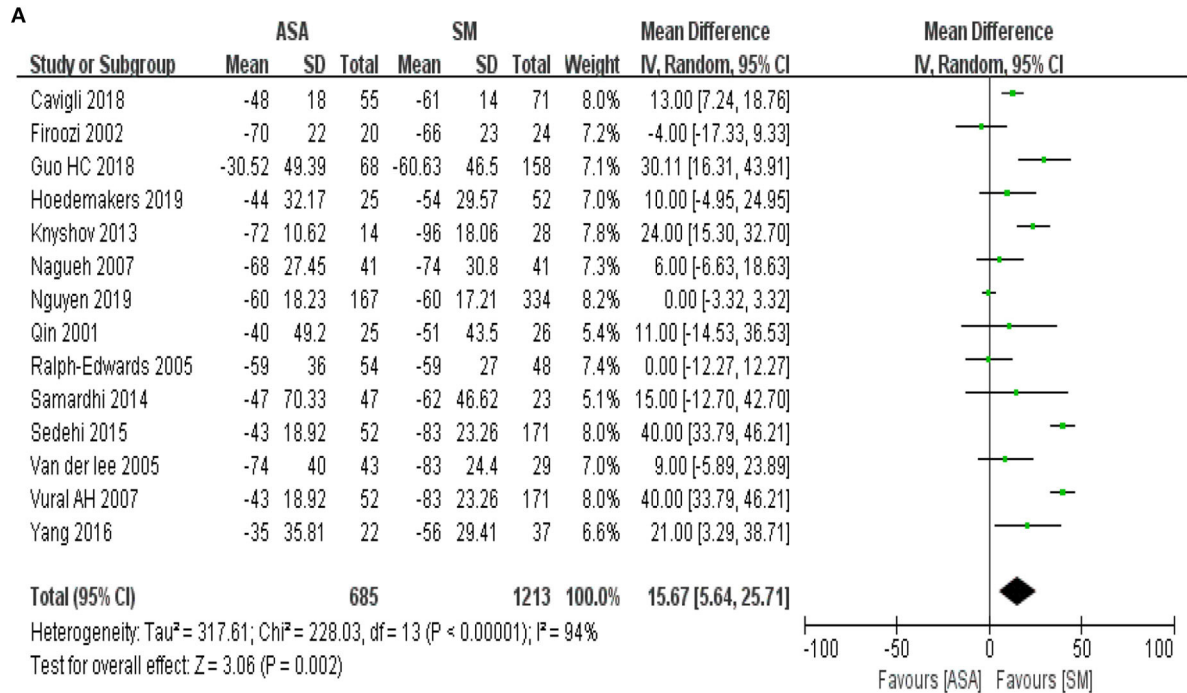 A
ASA SM Mean Difference Mean Difference
Study or Subgroup Mean SD Total Mean SD Total Weight IV, Random, 95% CI IV, Random, 95% CI
Cavigli 2018 -48 18 55 -61 14 71 8.0% 13.00 [7.24, 18.76]
Firoozi 2002 -70 22 20 -66 23 24 7.2% -4.00 [-17.33, 9.33]
Guo HC 2018 -30.52 49.39 68 -60.63 46.5 158 7.1% 30.11 [16.31, 43.91]
Hoedemakers 2019 -44 32.17 25 -54 29.57 52 7.0% 10.00 [-4.95, 24.95]
Knyshov 2013 -72 10.62 14 -96 18.06 28 7.8% 24.00 [15.30, 32.70]
Nagueh 2007 -68 27.45 41 -74 30.8 41 7.3% 6.00 [-6.63, 18.63]
Nguyen 2019 -60 18.23 167 -60 17.21 334 8.2% 0.00 [-3.32, 3.32]
Qin 2001 -40 49.2 25 -51 43.5 26 5.4% 11.00 [-14.53, 36.53]
Ralph-Edwards 2005 -59 36 54 -59 27 48 7.4% 0.00 [-12.27, 12.27]
Samardhi 2014 -47 70.33 47 -62 46.62 23 5.1% 15.00 [-12.70, 42.70]
Sedehi 2015 -43 18.92 52 -83 23.26 171 8.0% 40.00 [33.79, 46.21]
Van der lee 2005 -74 40 43 -83 24.4 29 7.0% 9.00 [-5.89, 23.89]
Vural AH 2007 -43 18.92 52 -83 23.26 171 8.0% 40.00 [33.79, 46.21]
Yang 2016 -35 35.81 22 -56 29.41 37 6.6% 21.00 [3.29, 38.71]
Total (95% CI) 685 1213 100.0% 15.67 [5.64, 25.71]
Heterogeneity: Tau² = 317.61; Chi² = 228.03, df = 13 (P < 0.00001); I² = 94%
Test for overall effect: Z = 3.06 (P = 0.002)
-100 -50 0 50 100
Favours [ASA] Favours [SM]